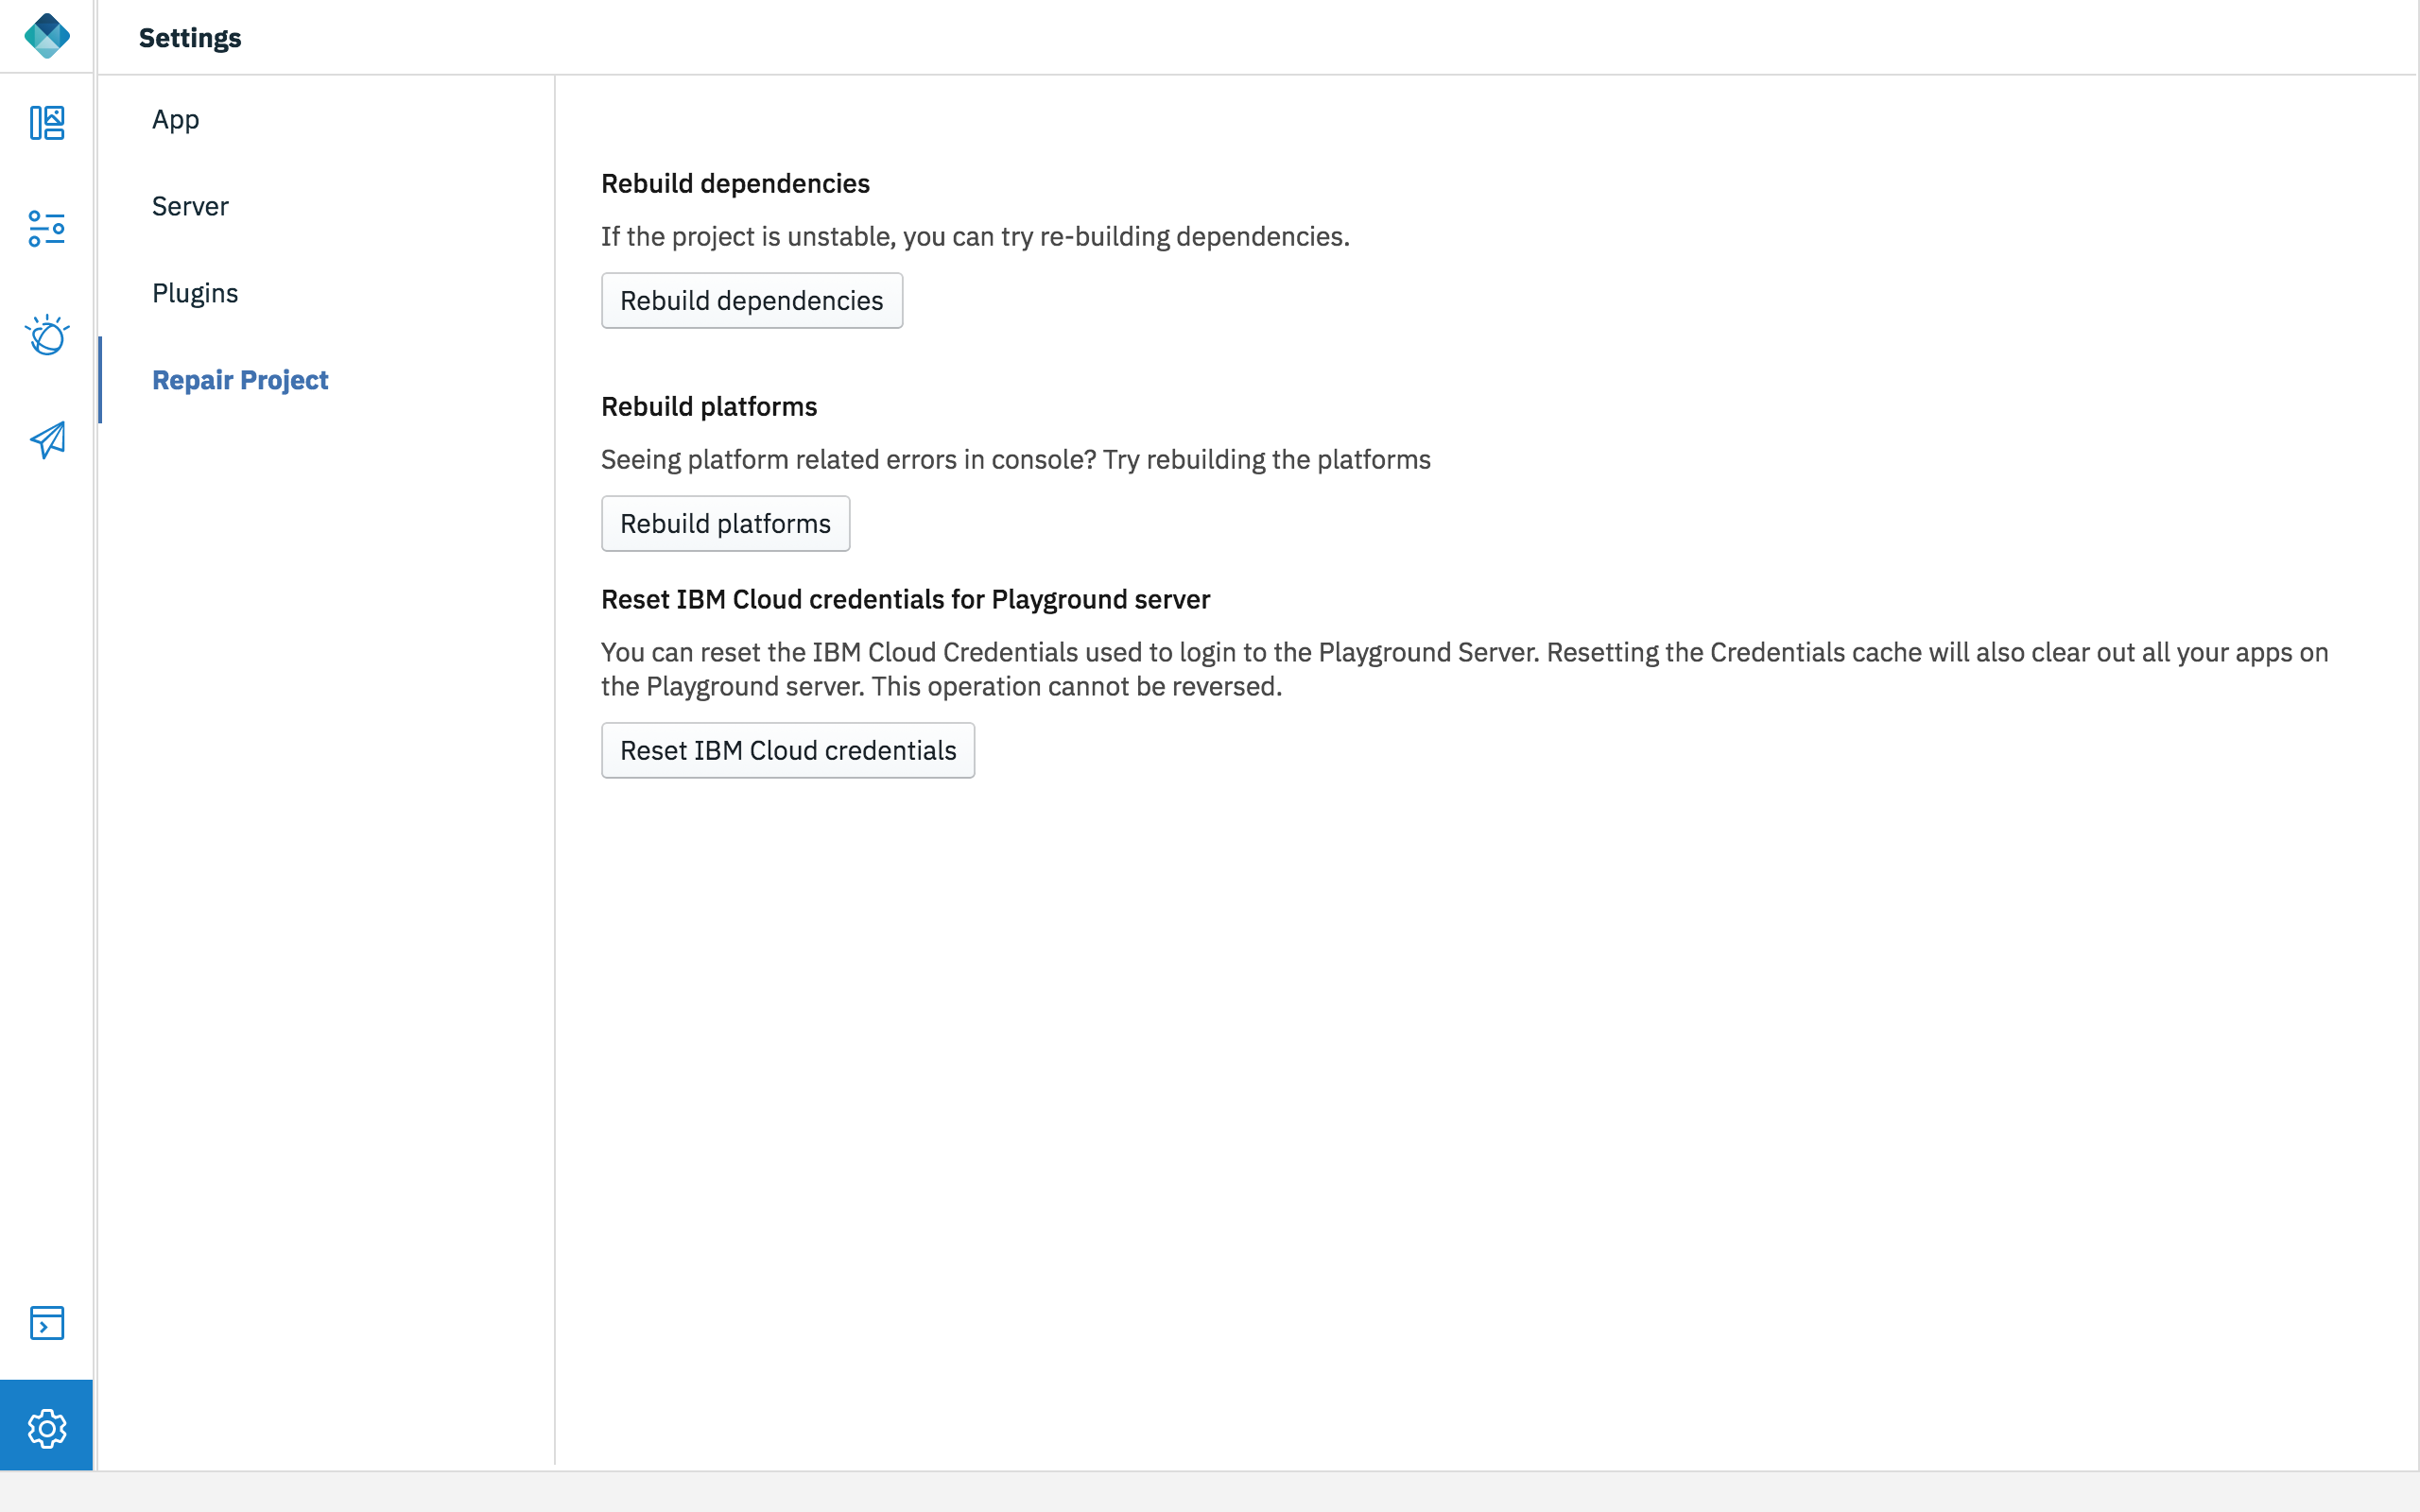 Settings
App
Server
Plugins
Repair Project
Rebuild dependencies
If the project is unstable, you can try re-building dependencies.
Rebuild dependencies
Rebuild platforms
Seeing platform related errors in console? Try rebuilding the platforms
Rebuild platforms
Reset IBM Cloud credentials for Playground server
You can reset the IBM Cloud Credentials used to login to the Playground Server. Resetting the Credentials cache will also clear out all your apps on
the Playground server. This operation cannot be reversed.
Reset IBM Cloud credentials